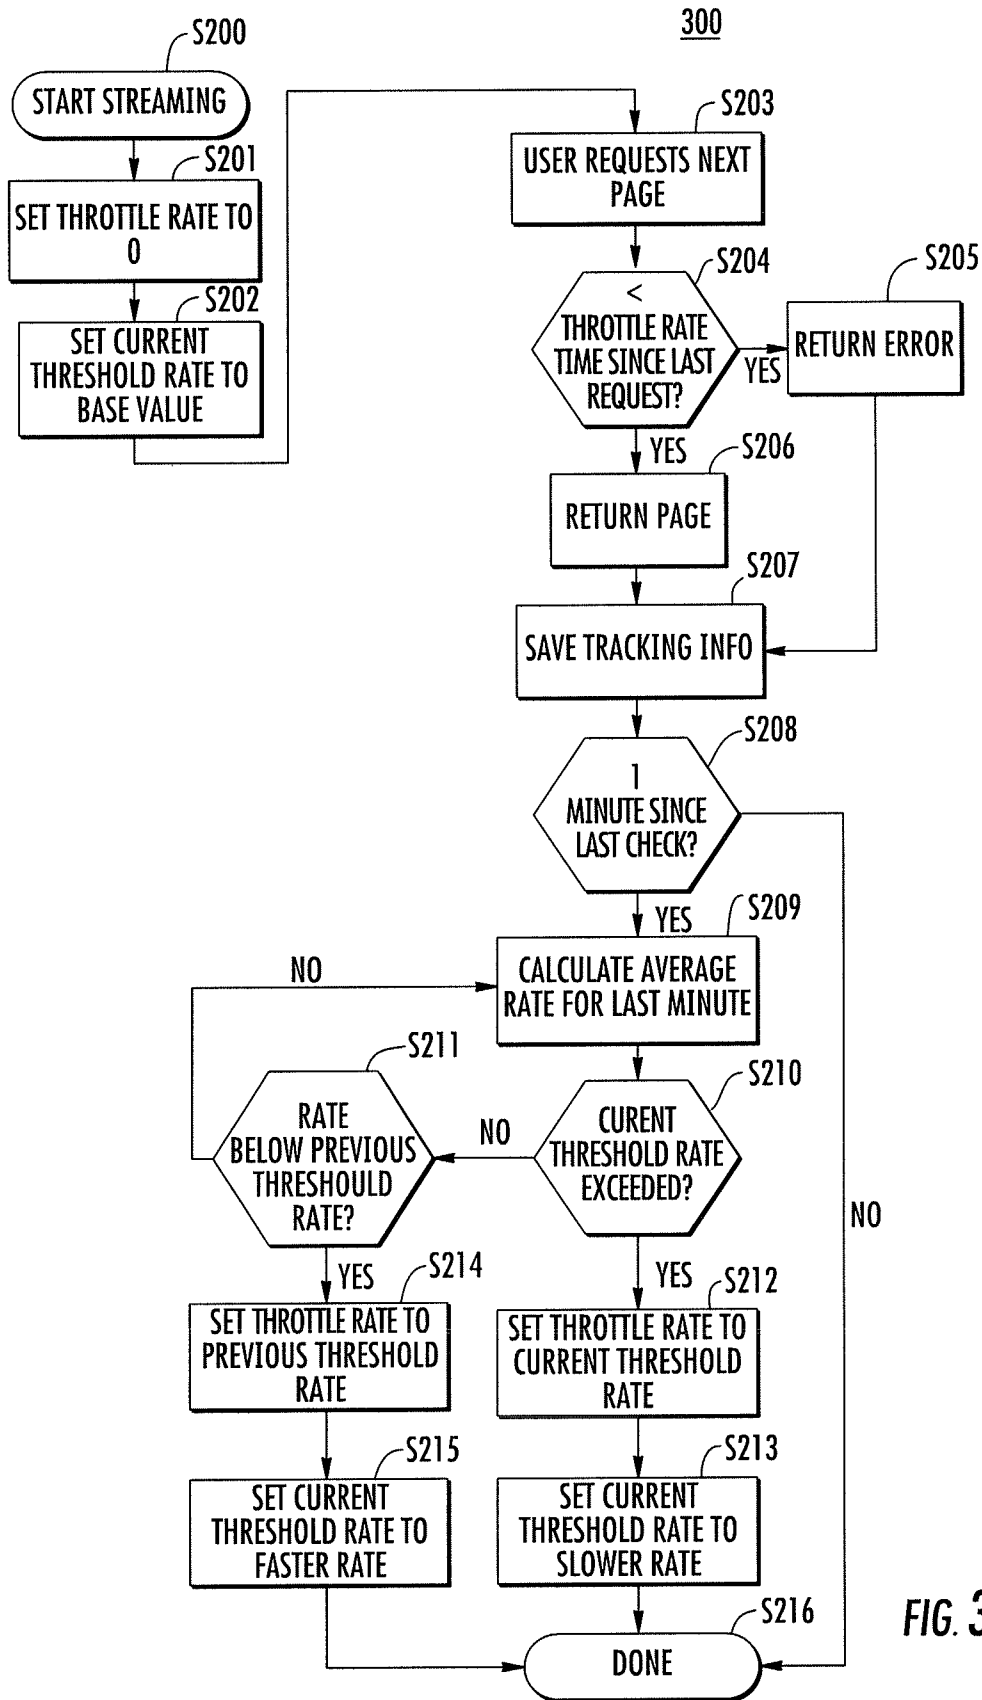 300
S200
START STREAMING
S201
SET THROTTLE RATE TO
0
S202
SET CURRENT
THRESHOLD RATE TO
BASE VALUE
S203
USER REQUESTS NEXT
PAGE
S204
<
THROTTLE RATE
TIME SINCE LAST
REQUEST?
YES
S205
RETURN ERROR
YES
S206
RETURN PAGE
S207
SAVE TRACKING INFO
S208
1
MINUTE SINCE
LAST CHECK?
NO
YES
S209
CALCULATE AVERAGE
RATE FOR LAST MINUTE
S210
CURENT
THRESHOLD RATE
EXCEEDED?
NO
S211
RATE
BELOW PREVIOUS
THRESHOULD
RATE?
NO
YES
S214
SET THROTTLE RATE TO
PREVIOUS THRESHOLD
RATE
S215
SET CURRENT
THRESHOLD RATE TO
FASTER RATE
YES
S212
SET THROTTLE RATE TO
CURRENT THRESHOLD
RATE
S213
SET CURRENT
THRESHOLD RATE TO
SLOWER RATE
S216
DONE
FIG. 3